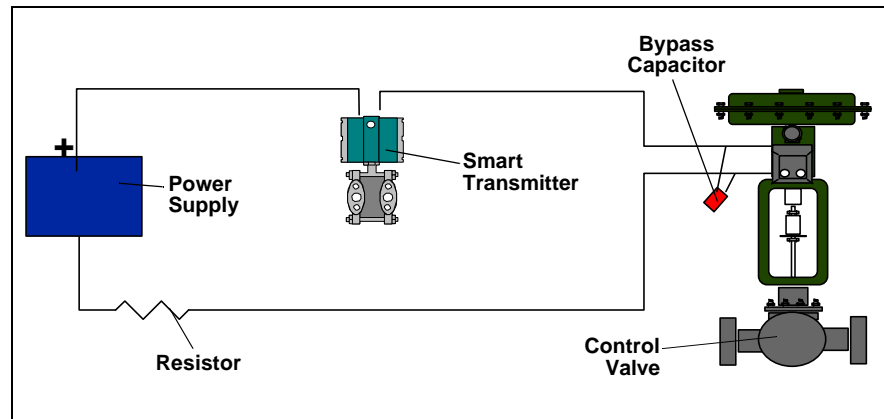 Bypass
Capacitor
+
Smart
Transmitter
Power
Supply
Resistor
Control
Valve